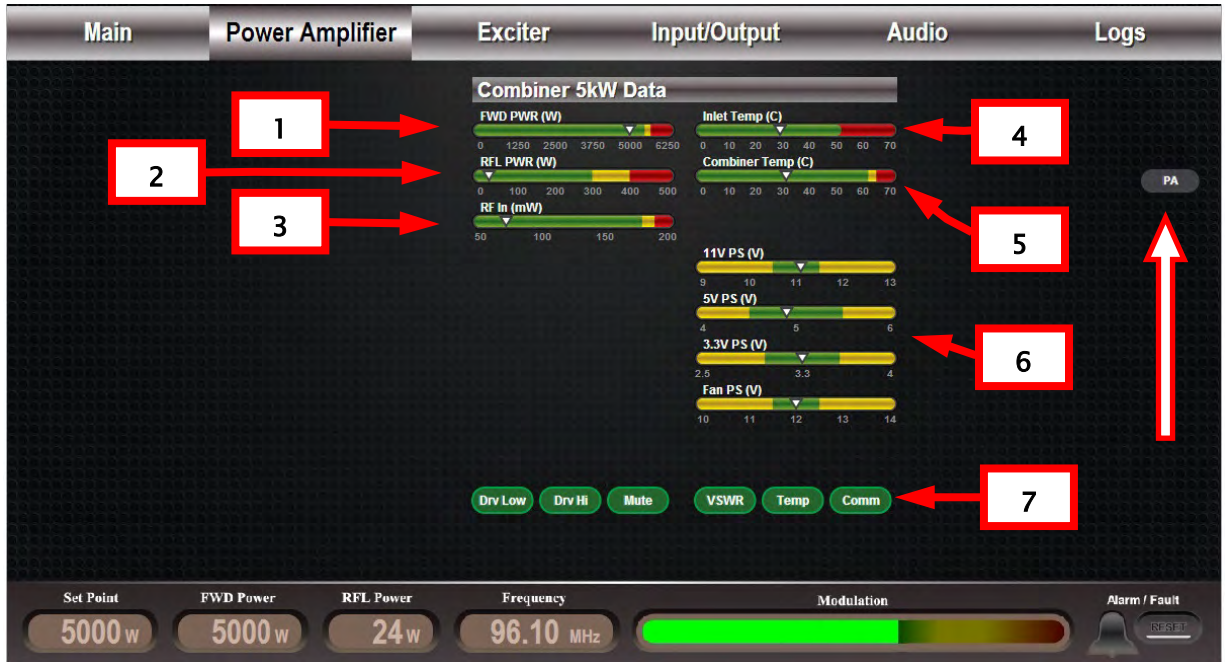 Main Power Amplifier Exciter Input/Output Audio Logs
Combiner 5kW Data
1
FWD PWR (W)
0 1250 2500 3750 5000 6250
2
RFL PWR (W)
0 100 200 300 400 500
3
RF In (mW)
50 100 150 200
Inlet Temp (C)
0 10 20 30 40 50 60 70
4
Combiner Temp (C)
0 10 20 30 40 50 60 70
5
PA
11V PS (V)
9 10 11 12 13
5V PS (V)
4 5 6
3.3V PS (V)
2.5 3.3 4
Fan PS (V)
10 11 12 13 14
6
Drv Low Drv Hi Mute VSWR Temp Comm
7
Set Point FWD Power RFL Power Frequency Modulation Alarm / Fault
5000 W 5000 W 24 W 96.10 MHz RESET